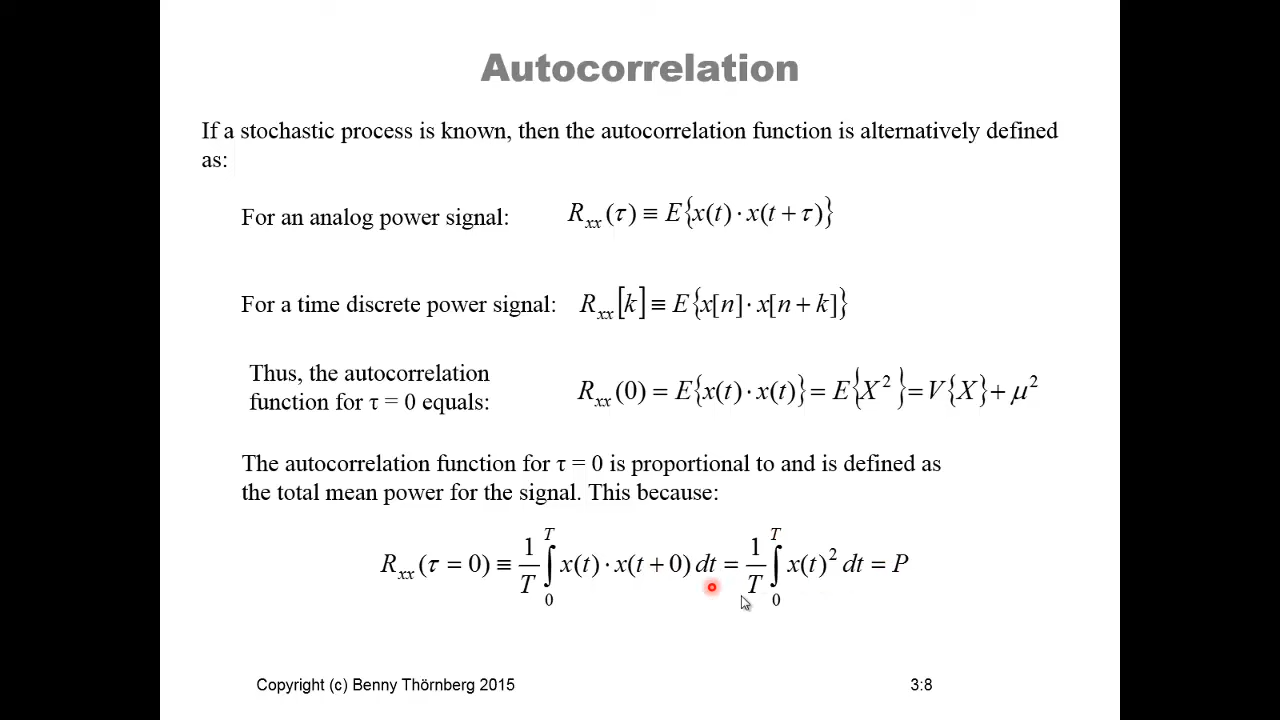 Autocorrelation
If a stochastic process is known, then the autocorrelation function is alternatively defined
as:
For an analog power signal: R_xx(τ) ≡ E{x(t)·x(t + τ)}
For a time discrete power signal: R_xx[k] ≡ E{x[n]·x[n + k]}
Thus, the autocorrelation
function for τ = 0 equals:
R_xx(0) = E{x(t)·x(t)} = E{X²} = V{X} + μ²
The autocorrelation function for τ = 0 is proportional to and is defined as
the total mean power for the signal. This because:
R_xx(τ = 0) ≡ 1/T ∫₀ᵀ x(t)·x(t + 0) dt = 1/T ∫₀ᵀ x(t)² dt = P
Copyright (c) Benny Thörnberg 2015 3:8